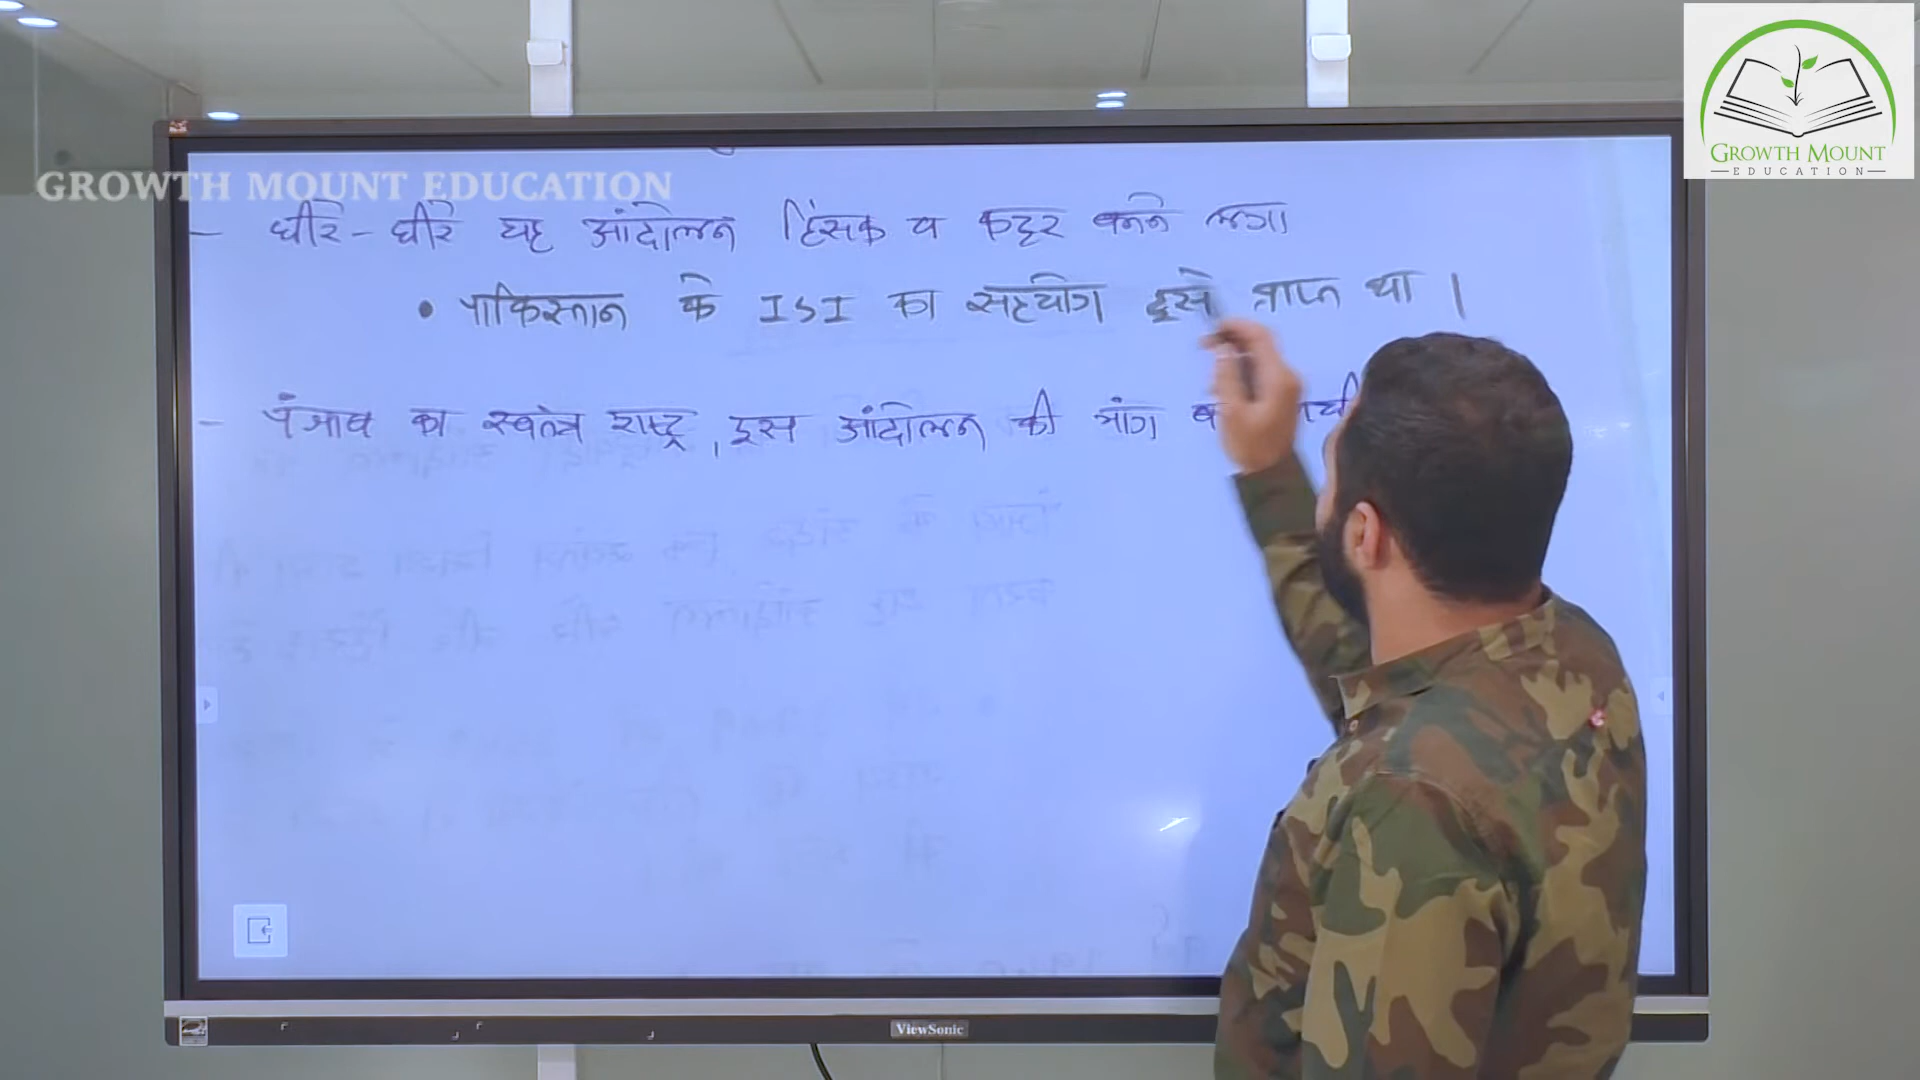 GROWTH MOUNT
EDUCATION
GROWTH MOUNT EDUCATION
- धीरे-धीरे यह आंदोलन हिंसक व कट्टर बनने लगा
• पाकिस्तान के ISI का सहयोग इसे प्राप्त था।
- पंजाब का स्वतंत्र राष्ट्र, इस आंदोलन की मांग
ViewSonic